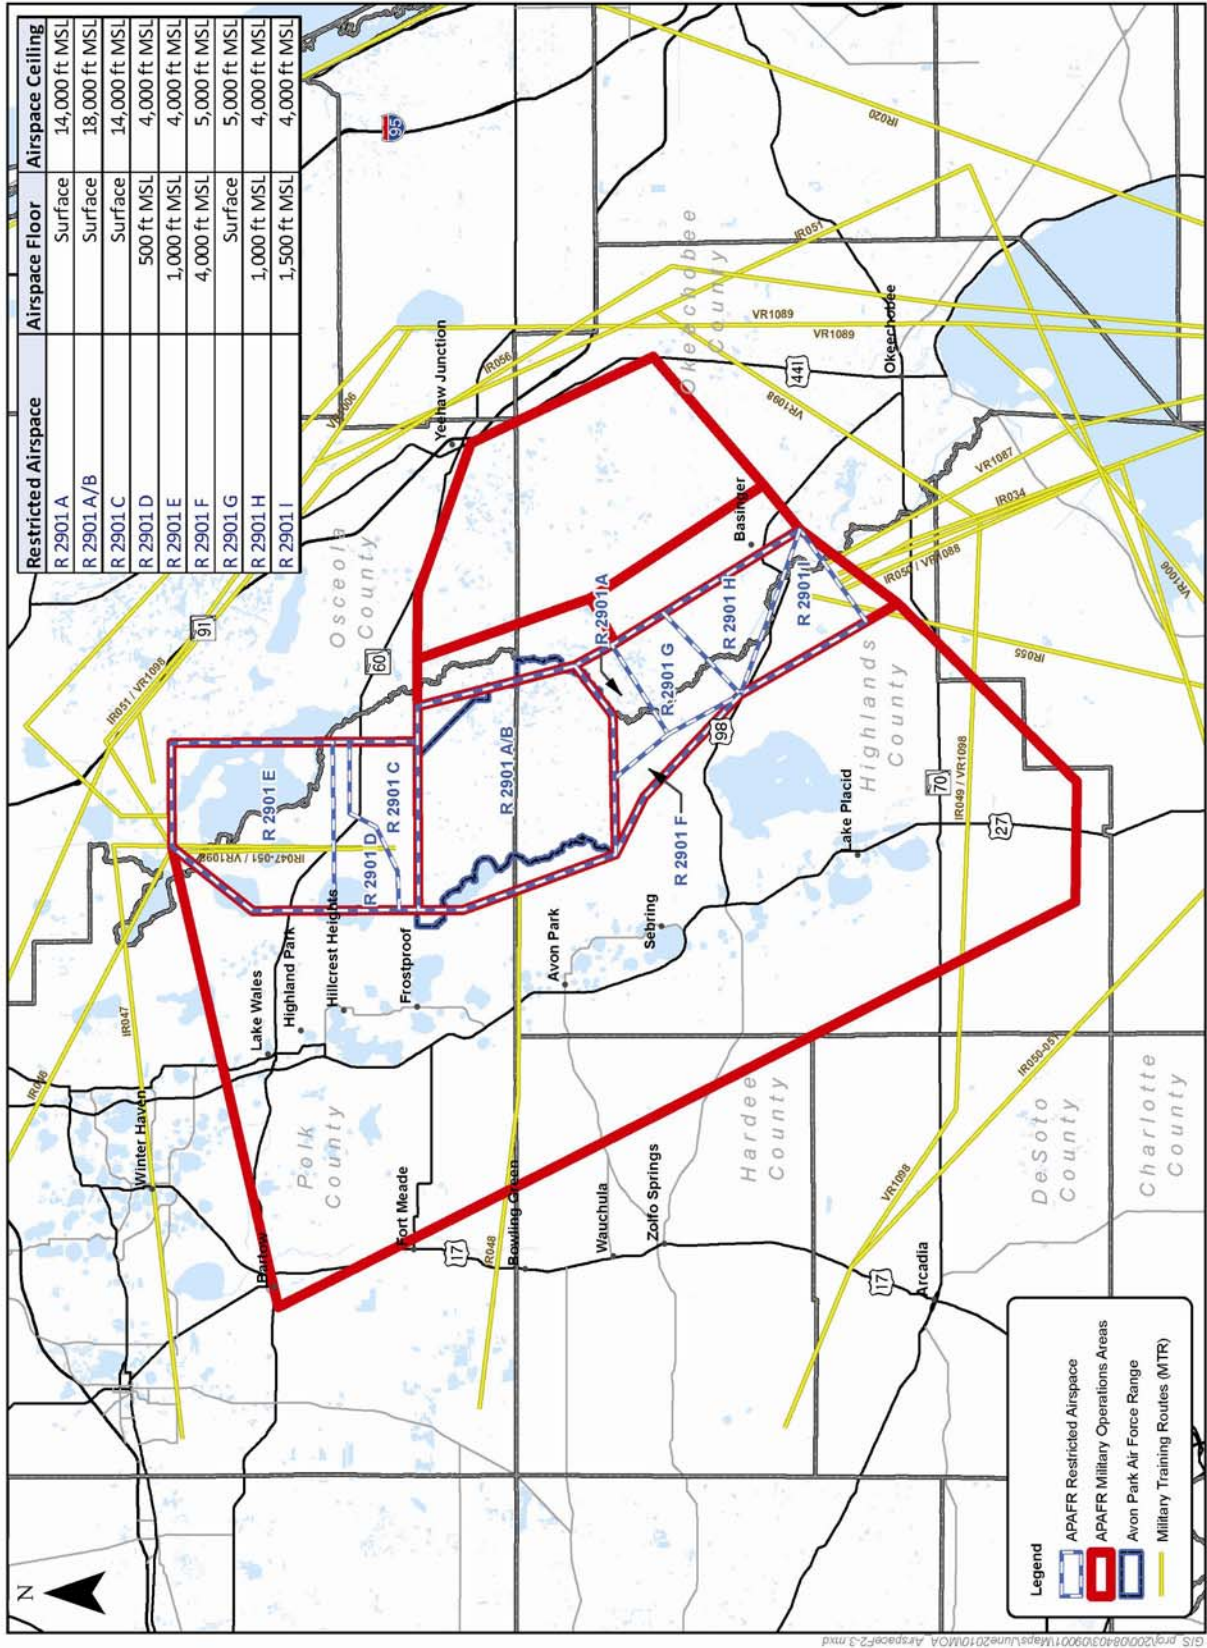 Restricted Airspace Airspace Floor Airspace Ceiling
R 2901 A Surface 14,000 ft MSL
R 2901 A/B Surface 18,000 ft MSL
R 2901 C Surface 14,000 ft MSL
R 2901 D 500 ft MSL 4,000 ft MSL
R 2901 E 1,000 ft MSL 4,000 ft MSL
R 2901 F 4,000 ft MSL 5,000 ft MSL
R 2901 G Surface 5,000 ft MSL
R 2901 H 1,000 ft MSL 4,000 ft MSL
R 2901 I 1,500 ft MSL 4,000 ft MSL
N
IR046
IR047
Winter Haven
Bartow
Lake Wales
Highland Park
Hillcrest Heights
Frostproof
Polk
County
Fort Meade
17
IR047-051 / VR1098
IR051 / VR1098
91
Osceola
County
60
R 2901 E
R 2901 D
R 2901 C
R 2901 A/B
R 2901 A
R 2901 G
R 2901 H
R 2901 I
R 2901 F
Yeehaw Junction
IR056
95
IR020
IR051
Okeechobee
County
VR1089
VR1089
Okeechobee
441
VR1098
VR1087
IR034
IR050 / VR1088
VR1006
IR055
Basinger
98
Highlands
County
Avon Park
Sebring
Lake Placid
70
27
IR049 / VR1098
IR050-051
R048
Bowling Green
Wauchula
Zolfo Springs
Hardee
County
VR1098
17
Arcadia
DeSoto
County
Charlotte
County
Legend
APAFR Restricted Airspace
APAFR Military Operations Areas
Avon Park Air Force Range
Military Training Routes (MTR)